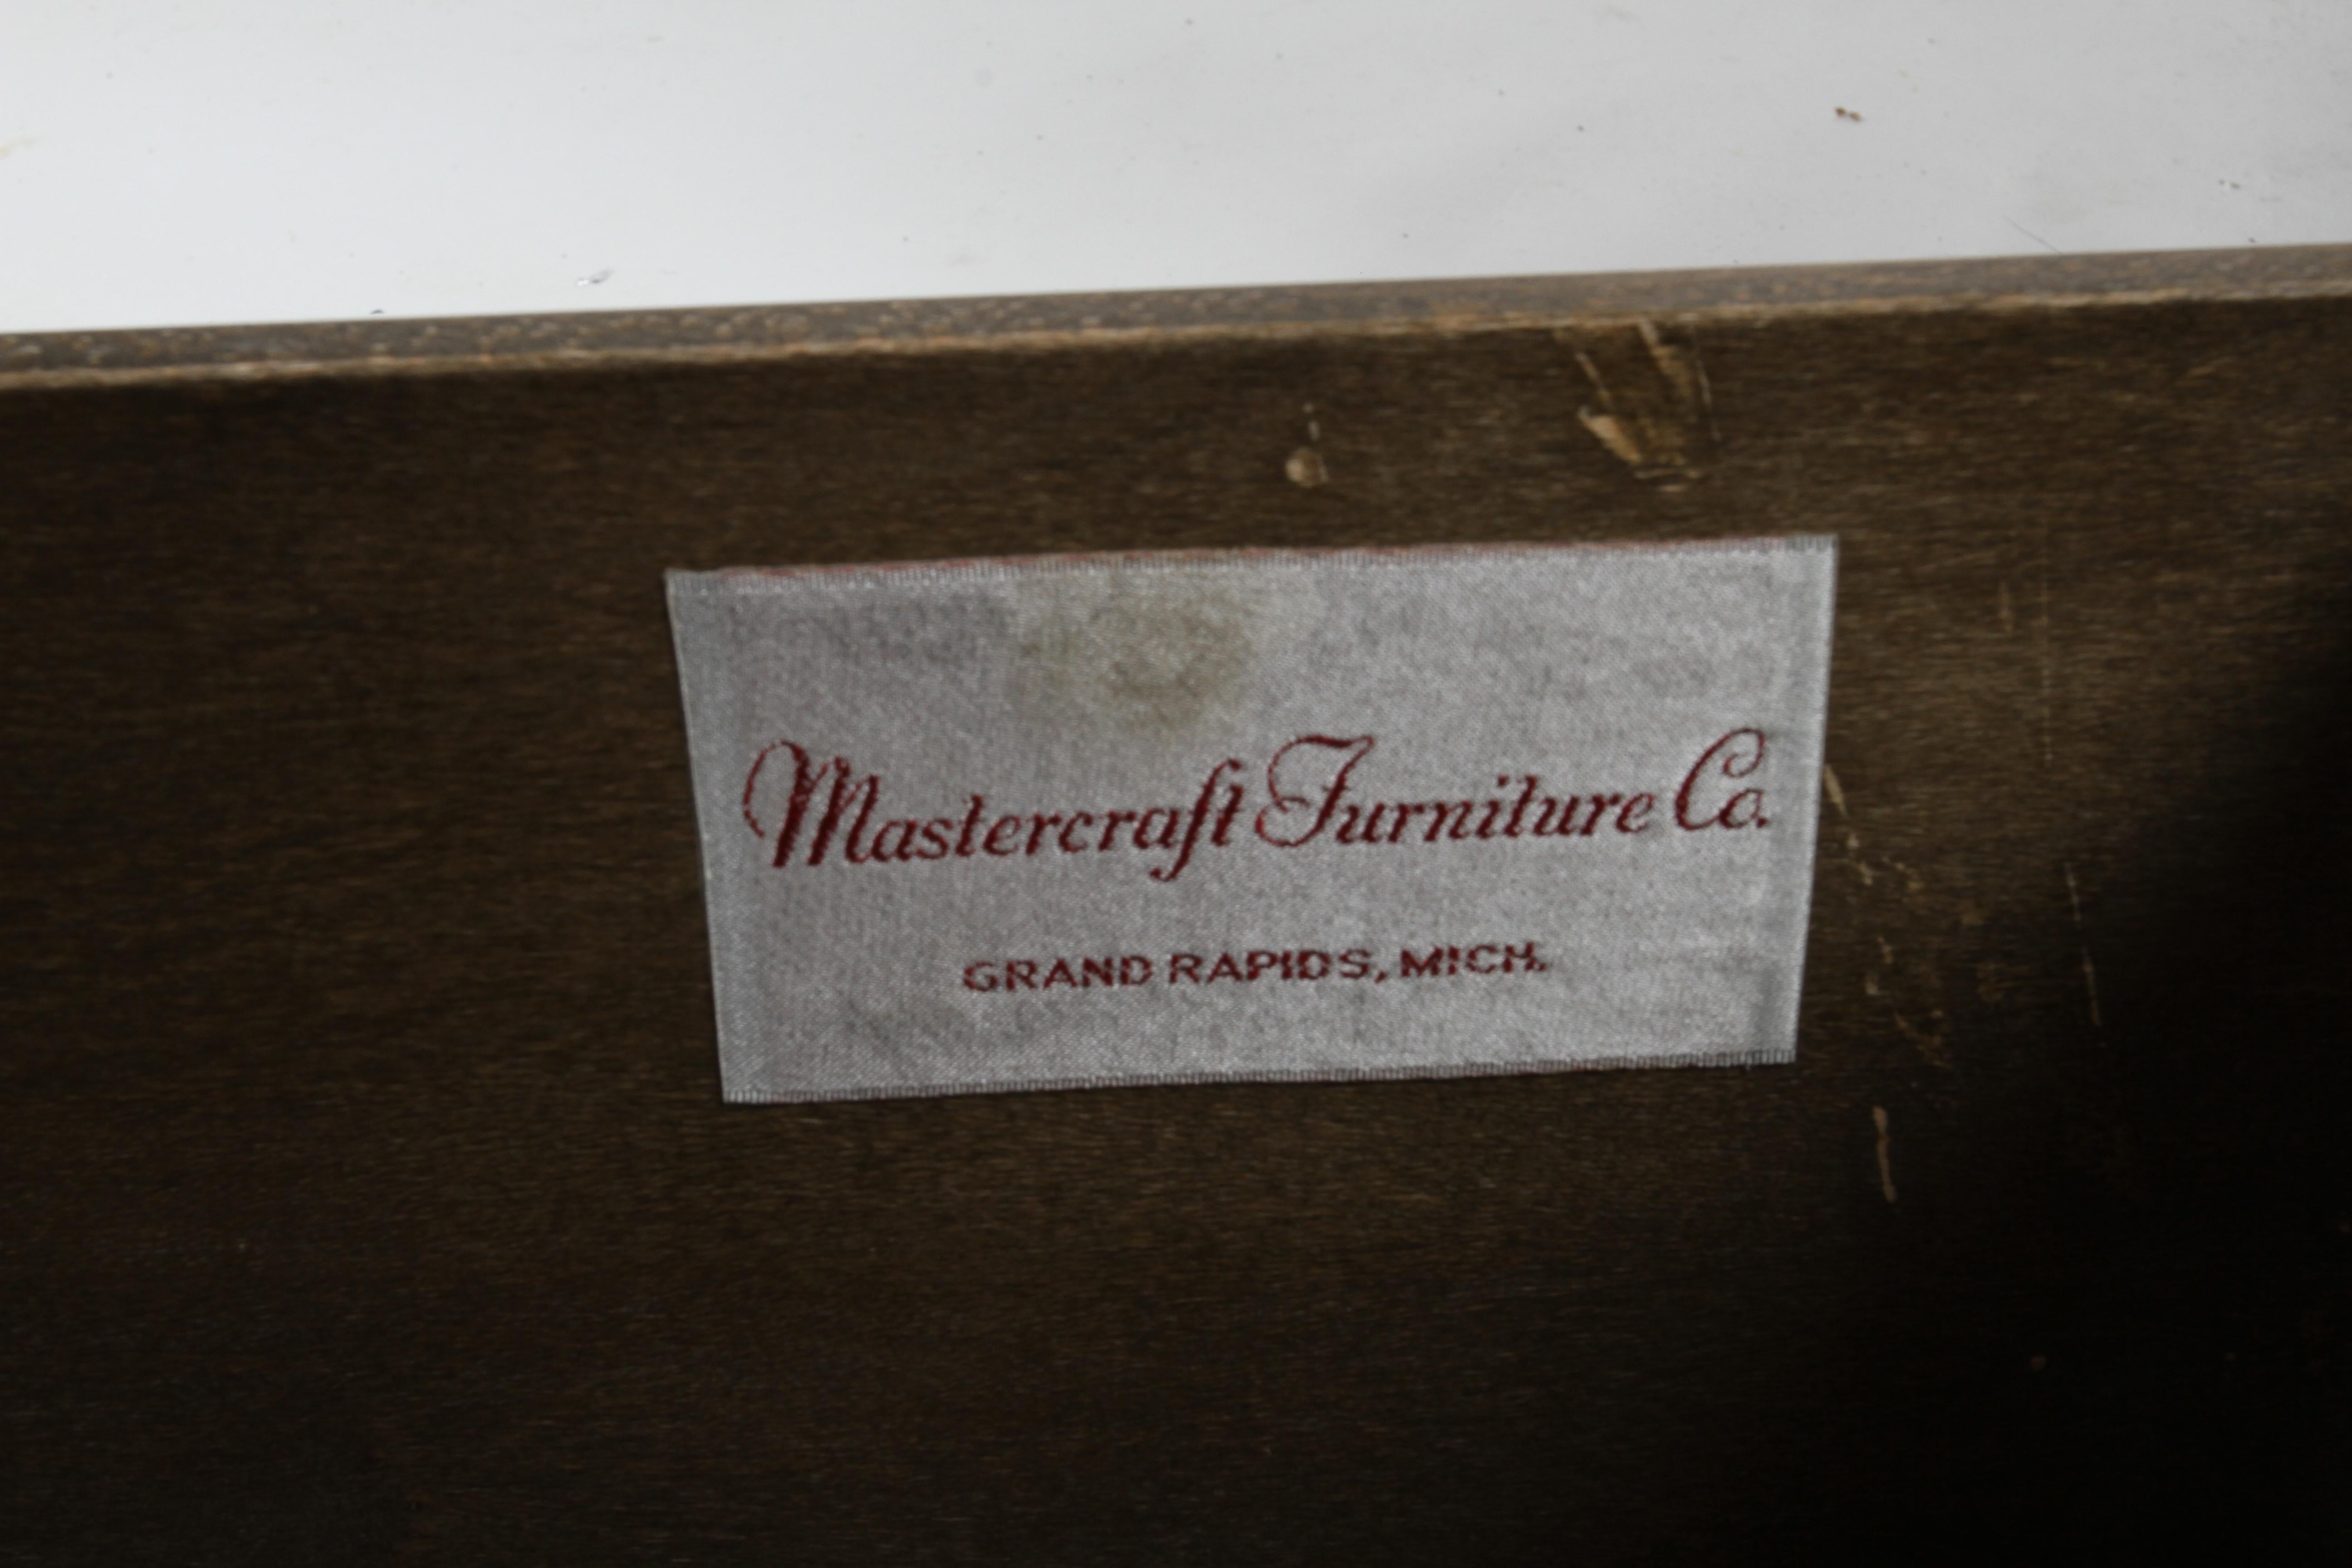 Mastercraft Furniture Co.
GRAND RAPIDS, MICH.